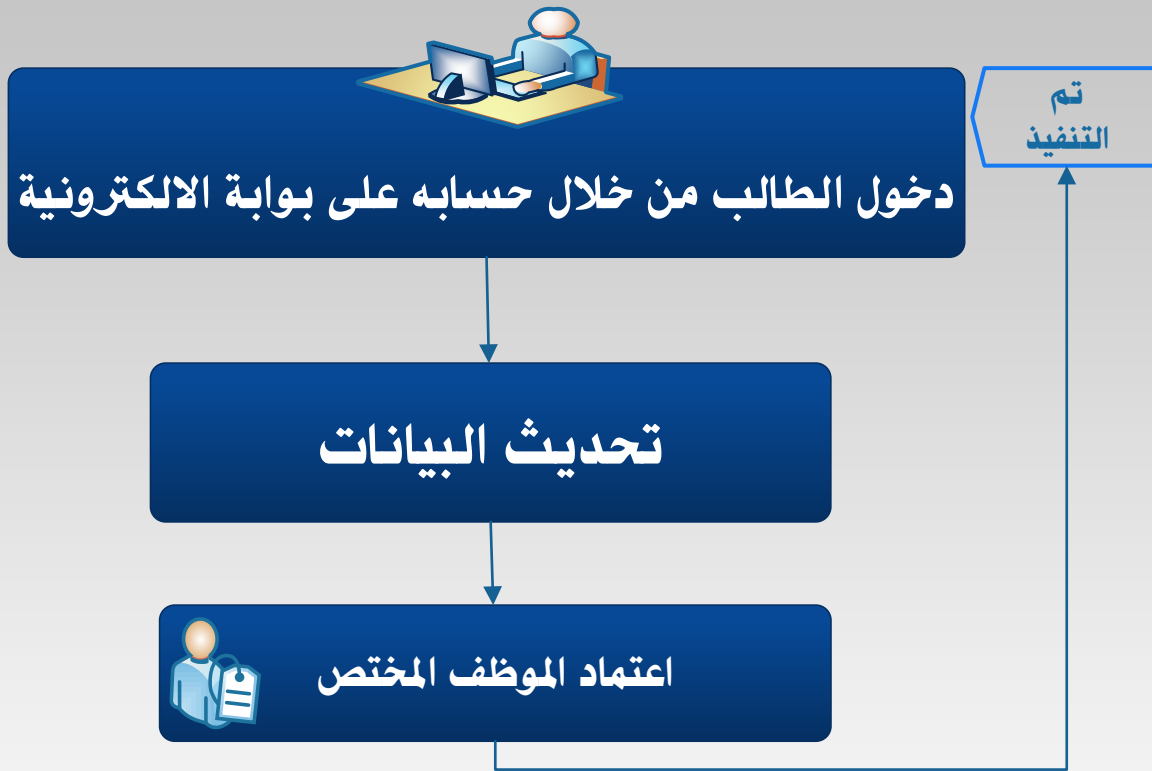 دخول الطالب من خلال حسابه على بوابة الالكترونية
تم
التنفيذ
تحديث البيانات
اعتماد الموظف المختص